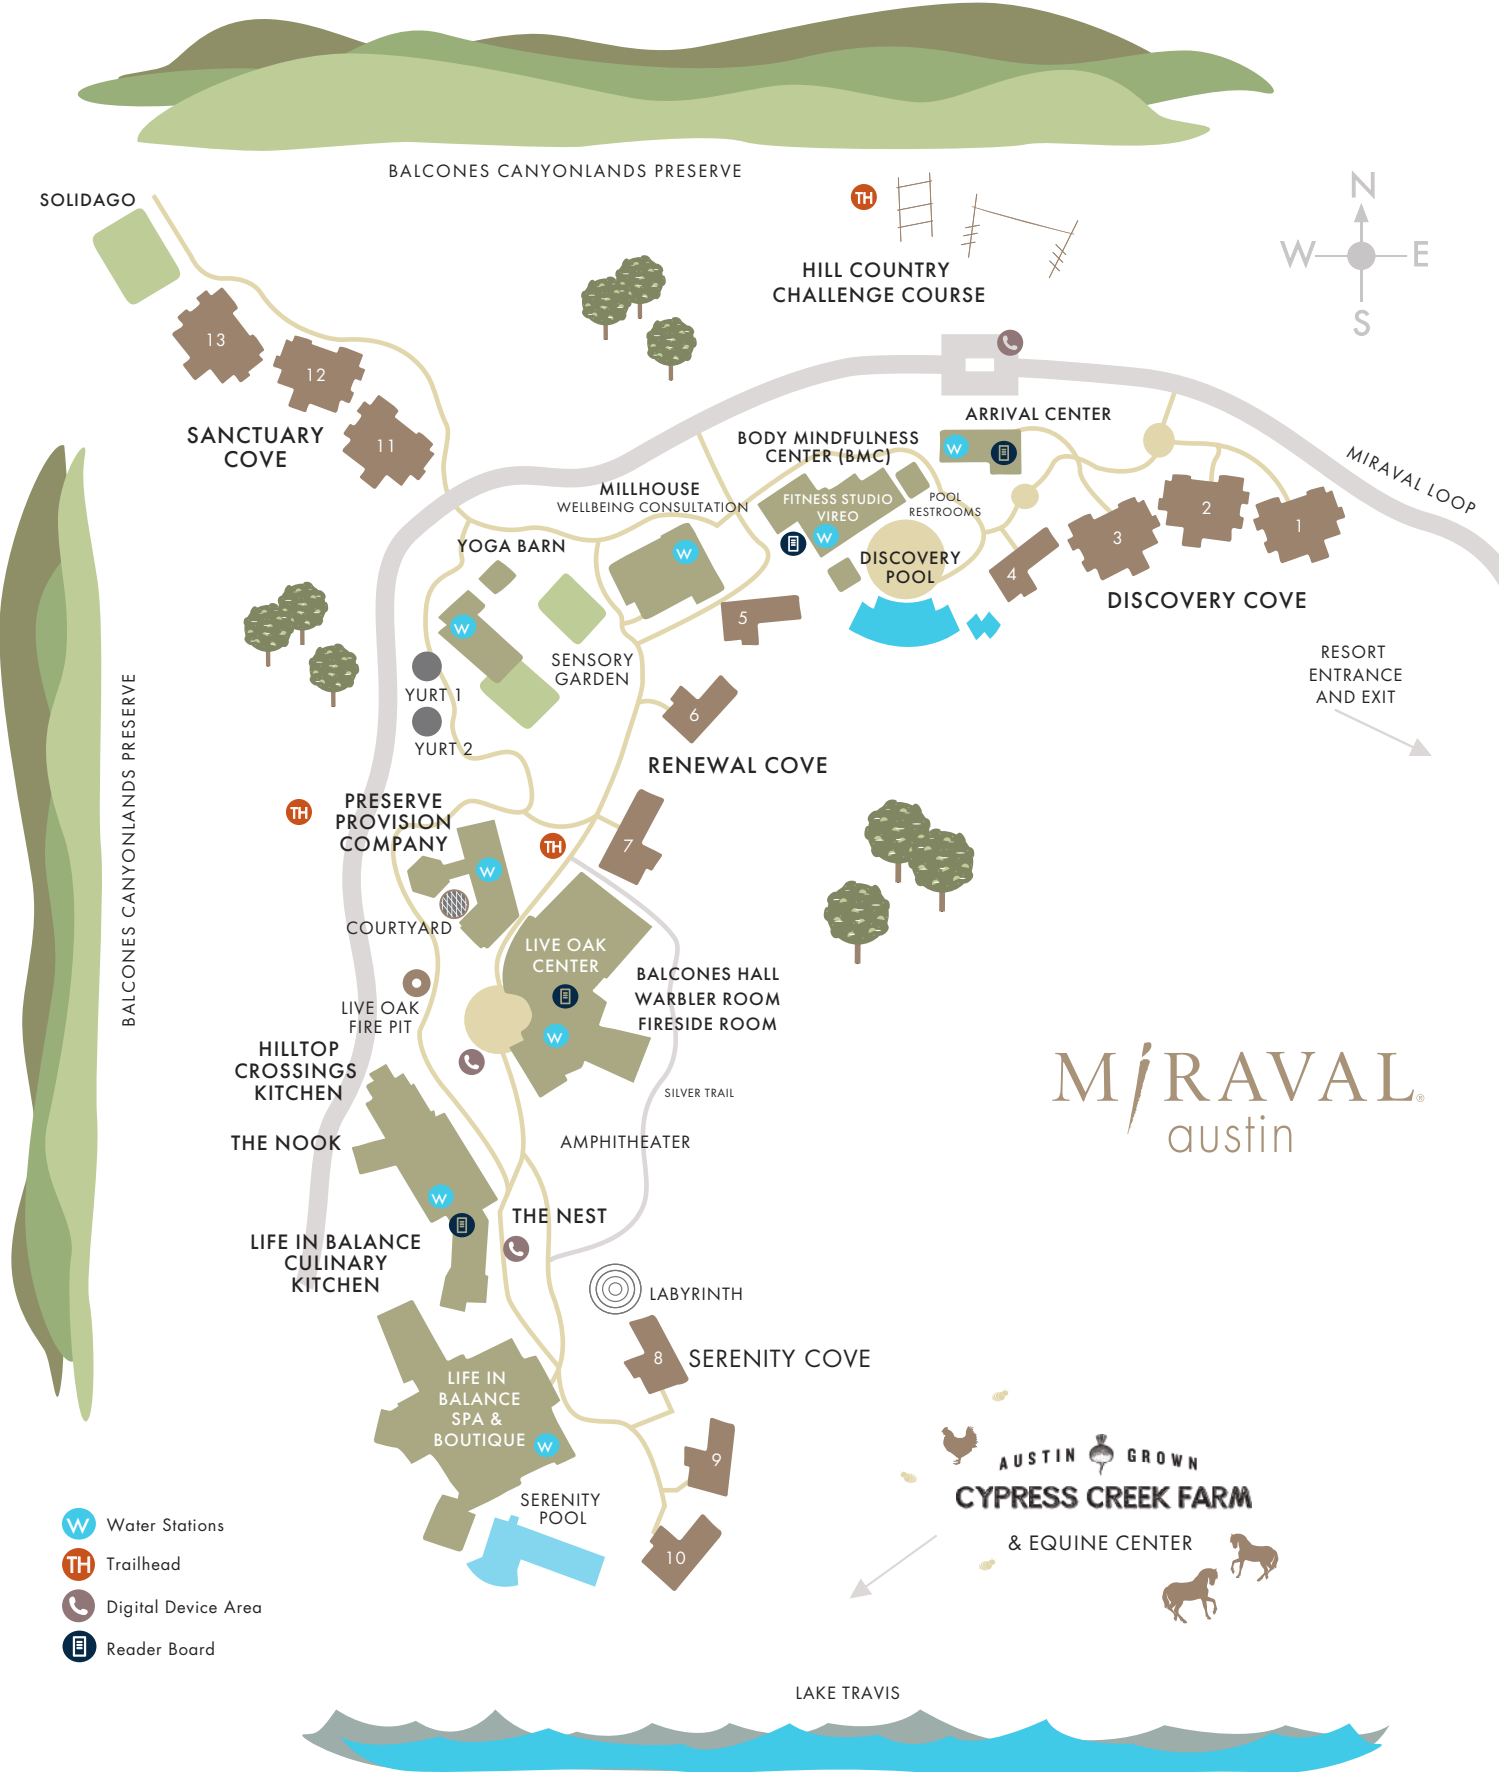 BALCONES CANYONLANDS PRESERVE
SOLIDAGO
TH
HILL COUNTRY
CHALLENGE COURSE
N
W
E
S
13
12
11
SANCTUARY
COVE
ARRIVAL CENTER
W
BODY MINDFULNESS
CENTER (BMC)
MIRAVAL LOOP
MILLHOUSE
WELLBEING CONSULTATION
FITNESS STUDIO
VIREO
W
POOL
RESTROOMS
2
1
3
4
YOGA BARN
W
DISCOVERY
POOL
DISCOVERY COVE
5
W
SENSORY
GARDEN
RESORT
ENTRANCE
AND EXIT
YURT 1
YURT 2
6
RENEWAL COVE
BALCONES CANYONLANDS PRESERVE
TH
PRESERVE
PROVISION
COMPANY
TH
7
W
COURTYARD
LIVE OAK
CENTER
W
BALCONES HALL
WARBLER ROOM
FIRESIDE ROOM
LIVE OAK
FIRE PIT
HILLTOP
CROSSINGS
KITCHEN
SILVER TRAIL
MIRAVAL®
austin
THE NOOK
AMPHITHEATER
W
THE NEST
LIFE IN BALANCE
CULINARY
KITCHEN
LABYRINTH
8
SERENITY COVE
LIFE IN
BALANCE
SPA &
BOUTIQUE
W
9
AUSTIN GROWN
CYPRESS CREEK FARM
& EQUINE CENTER
SERENITY
POOL
10
W Water Stations
TH Trailhead
Digital Device Area
Reader Board
LAKE TRAVIS